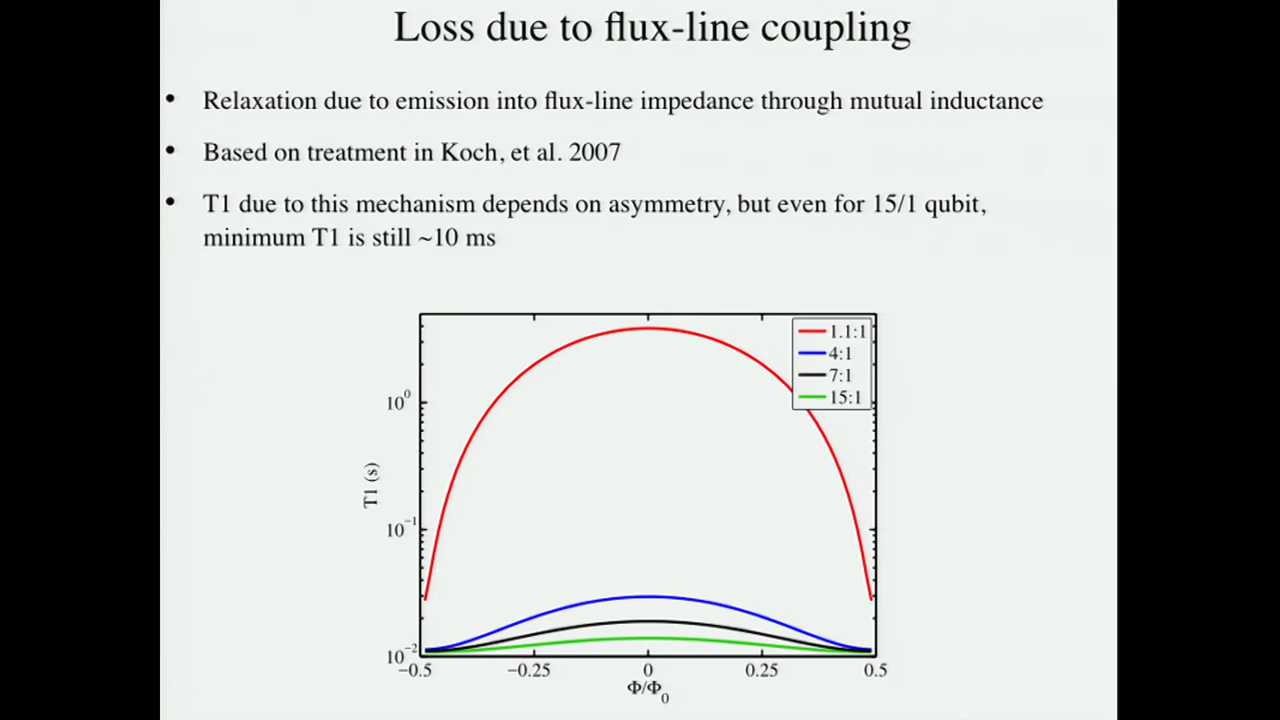 Loss due to flux-line coupling
• Relaxation due to emission into flux-line impedance through mutual inductance
• Based on treatment in Koch, et al. 2007
• T1 due to this mechanism depends on asymmetry, but even for 15/1 qubit,
minimum T1 is still ~10 ms
1.1:1
4:1
7:1
15:1
10⁰
10⁻¹
10⁻²
T1 (s)
−0.5 −0.25 0 0.25 0.5
Φ/Φ₀